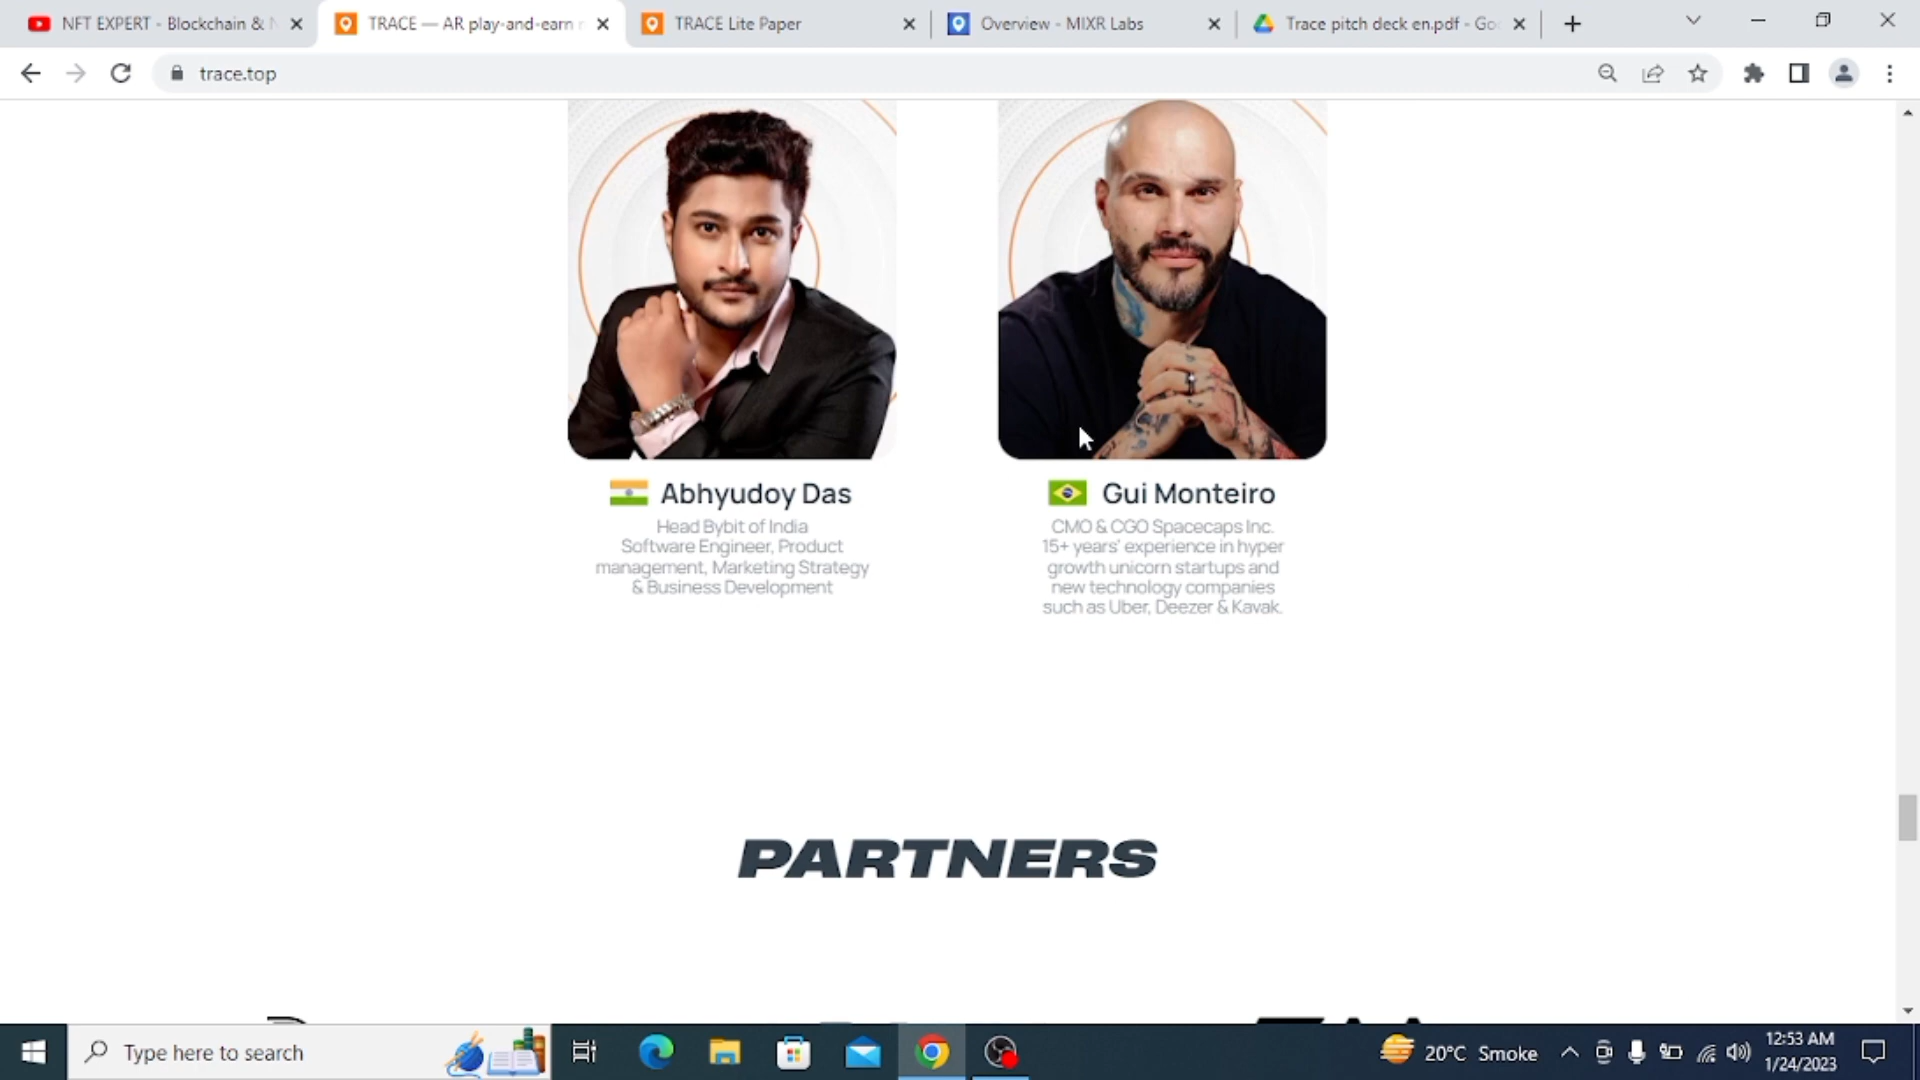 NFT EXPERT - Blockchain &
TRACE — AR play-and-earn
TRACE Lite Paper
Overview - MIXR Labs
Trace pitch deck en.pdf - Goo
trace.top
Abhyudoy Das
Head Bybit of India
Software Engineer, Product
management, Marketing Strategy
& Business Development
Gui Monteiro
CMO & CGO Spacecaps Inc.
15+ years' experience in hyper
growth unicorn startups and
new technology companies
such as Uber, Deezer & Kavak.
PARTNERS
Type here to search
20°C Smoke
12:53 AM
1/24/2023